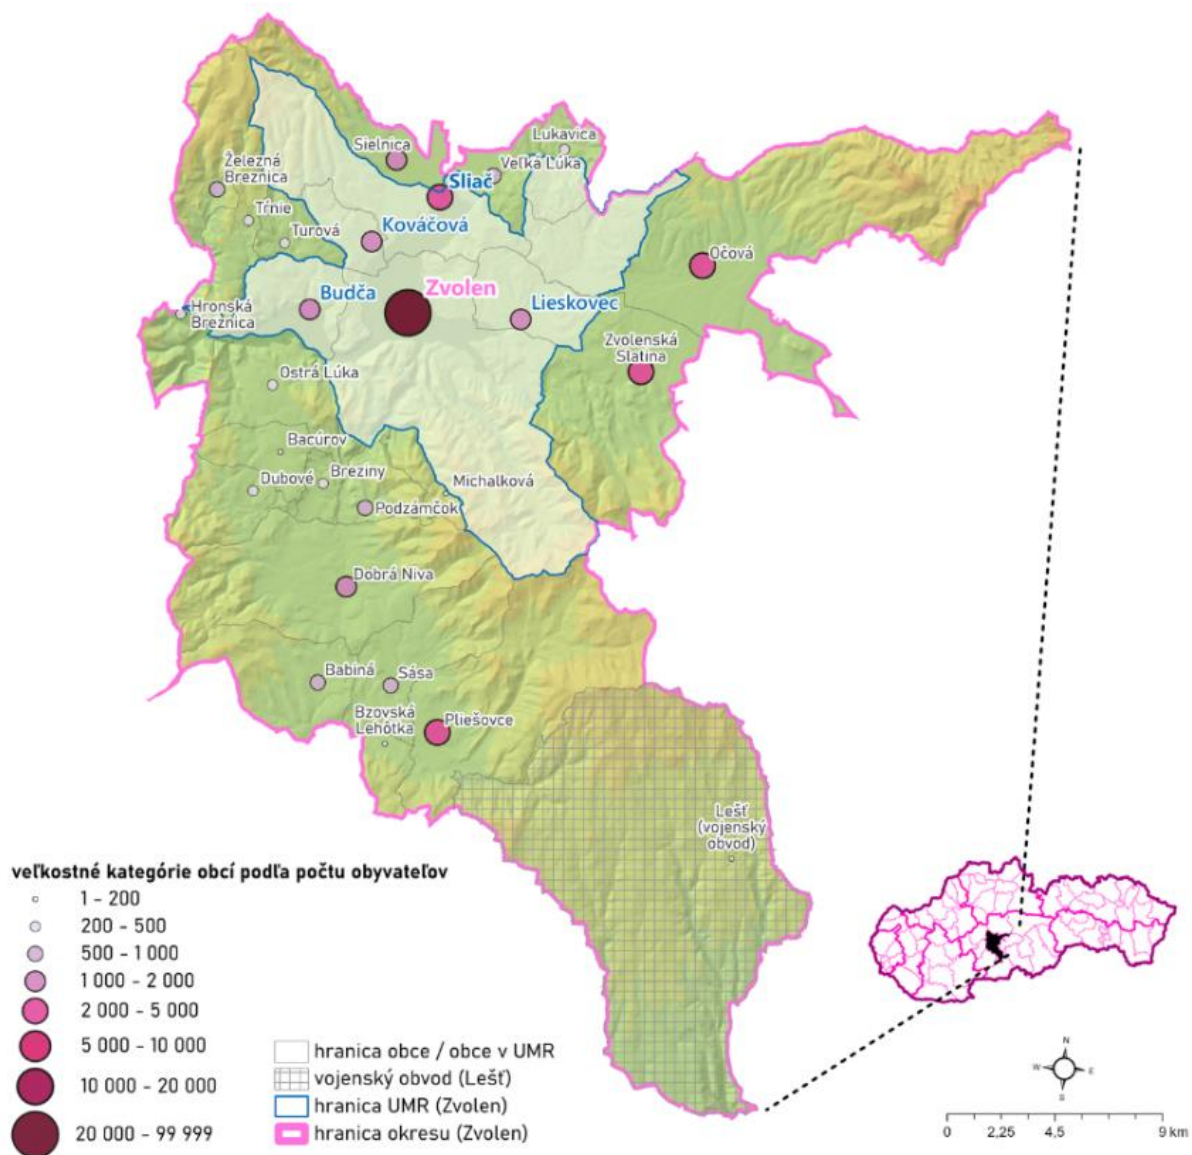 Lukavica
Sielnica
Veľká Lúka
Železná
Breznica
Sliač
Tŕnie
Kováčová
Turová
Očová
Budča
Zvolen
Lieskovec
Hronská
Breznica
Zvolenská
Slatina
Ostrá Lúka
Bacúrov
Breziny
Dubové
Michalková
Podzámčok
Dobrá Niva
Babiná
Sása
Bzovská
Lehôtka
Pliešovce
Lešť
(vojenský
obvod)
veľkostné kategórie obcí podľa počtu obyvateľov
1 - 200
200 - 500
500 - 1 000
1 000 - 2 000
2 000 - 5 000
5 000 - 10 000
10 000 - 20 000
20 000 - 99 999
hranica obce / obce v UMR
vojenský obvod (Lešť)
hranica UMR (Zvolen)
hranica okresu (Zvolen)
N
W E
S
0 2,25 4,5 9 km